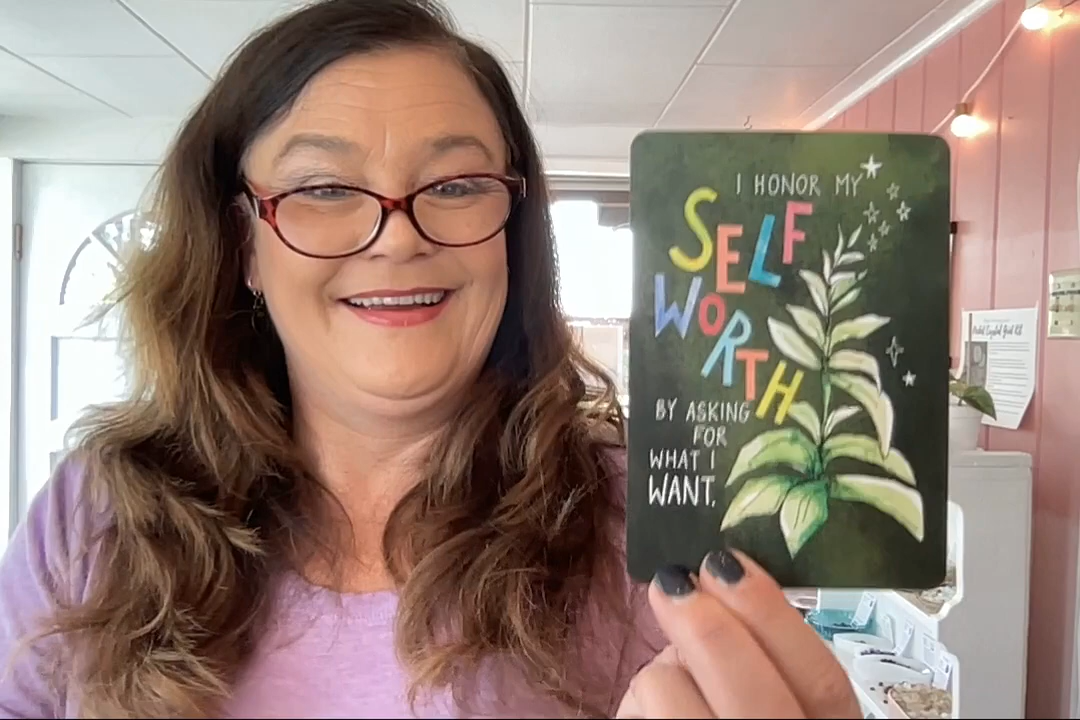 I HONOR MY
SELF
WORTH
BY ASKING
FOR
WHAT I
WANT.